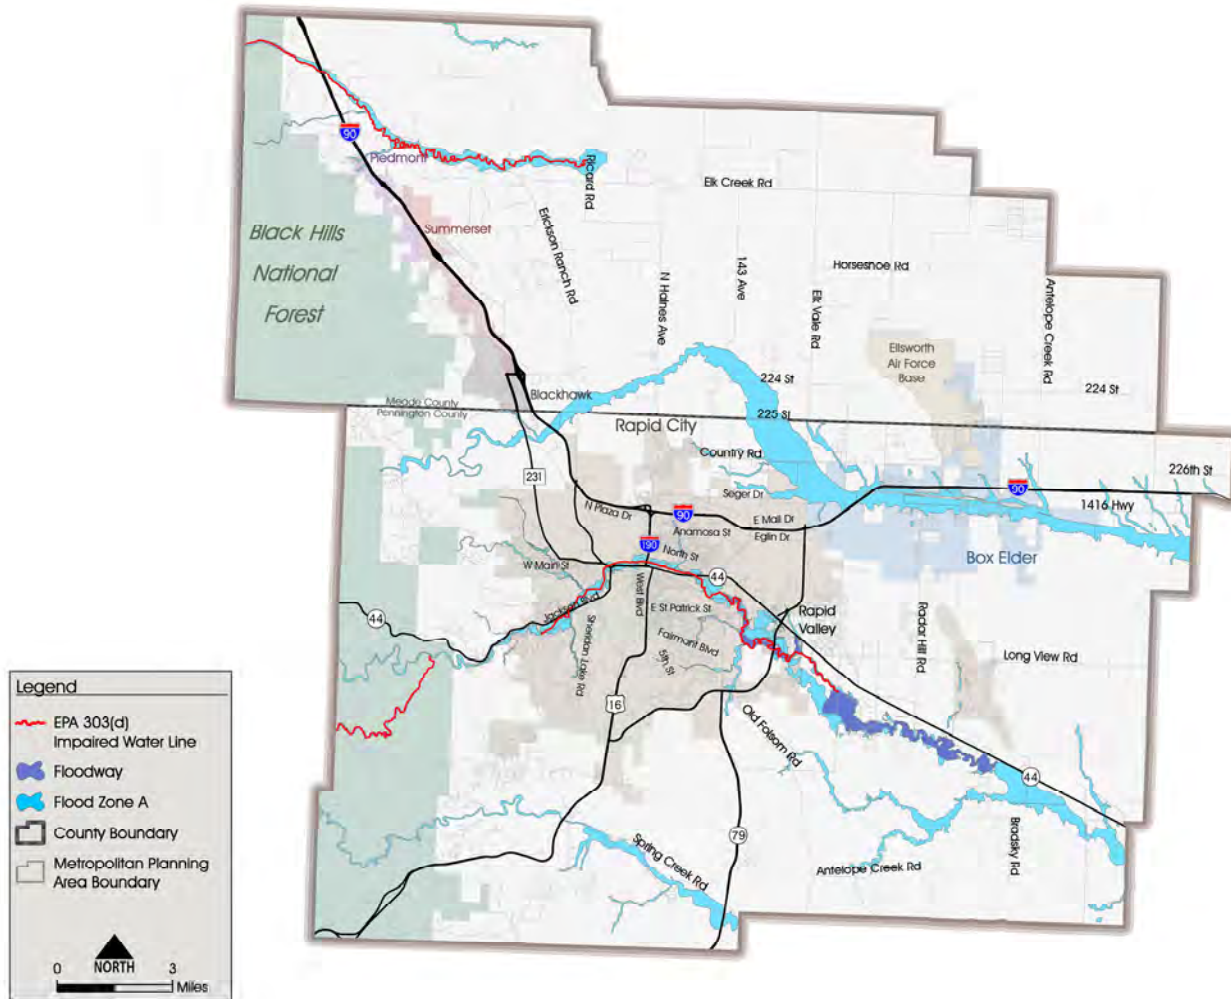 90
Piedmont
Ricard Rd
Elk Creek Rd
Summerset
Black Hills
National
Forest
Erickson Ranch Rd
N Haines Ave
143 Ave
Elk Vale Rd
Horsesnoe Rd
Antelope Creek Rd
Ellsworth
Air Force
Base
224 St
224 St
Blackhawk
Meade County
Pennington County
225 St
Rapid City
Country Rd
226th St
231
Seger Dr
90
1416 Hwy
N Plaza Dr
90
E Mall Dr
Anamosa St
Eglin Dr
190
North St
Box Elder
W Main St
44
Jackson Blvd
West Blvd
E St Patrick St
Rapid
Valley
44
Sheridan Lake Rd
Fairmont Blvd
5th St
Radar Hill Rd
Long View Rd
16
Old Folsom Rd
44
79
Spring Creek Rd
Antelope Creek Rd
Bradsky Rd
Legend
EPA 303(d)
Impaired Water Line
Floodway
Flood Zone A
County Boundary
Metropolitan Planning
Area Boundary
NORTH
0 3
Miles